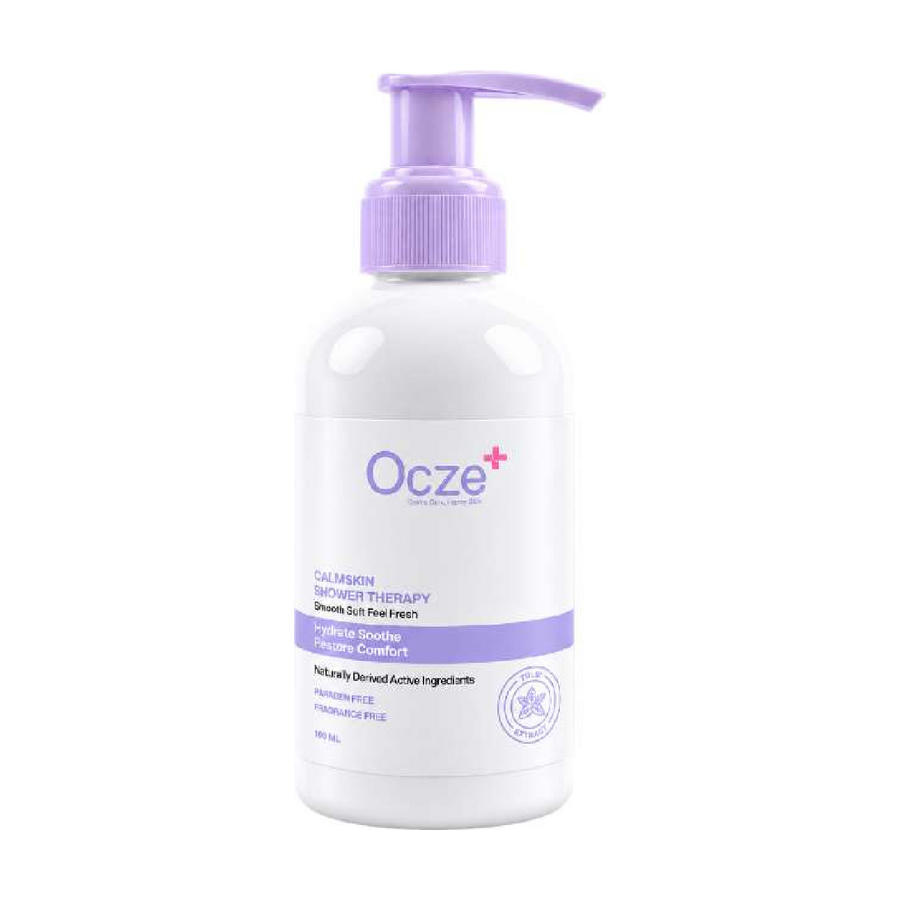 Ocze+
CALMSKIN
SHOWER THERAPY
Smooth Soft Feel Fresh
Hydrate Soothe
Restore Comfort
Naturally Derived Active Ingredients
PARABEN FREE
FRAGRANCE FREE
ML
EXTRACT